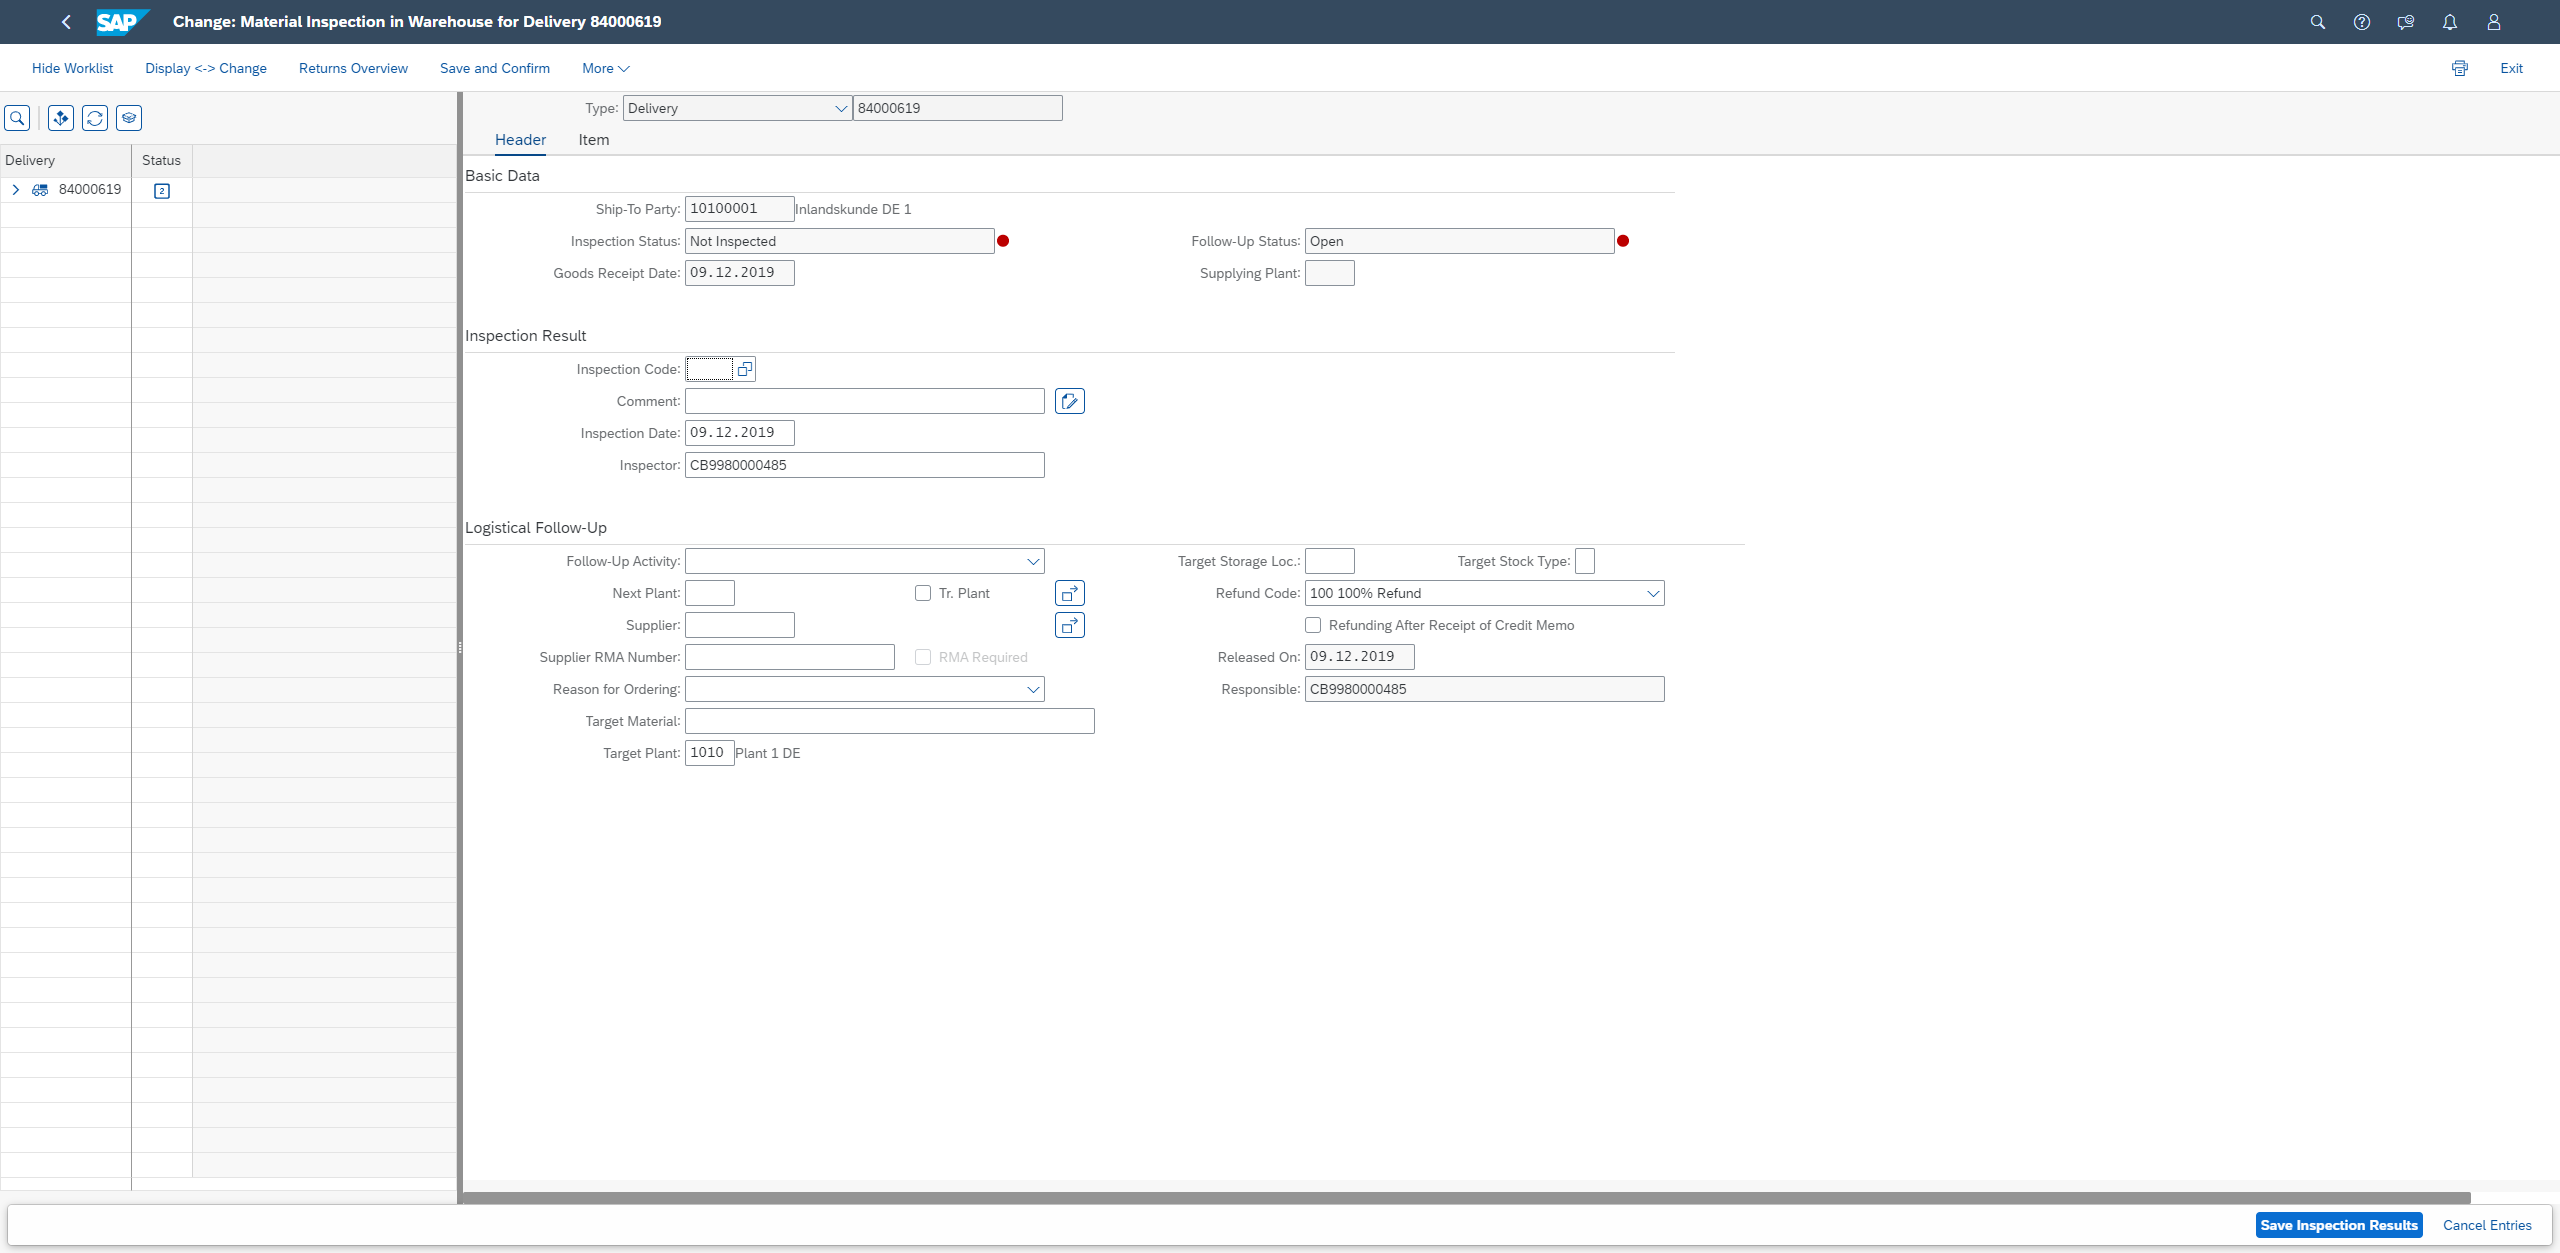 SAP Change: Material Inspection in Warehouse for Delivery 84000619
Hide Worklist Display <-> Change Returns Overview Save and Confirm More Exit
Type: Delivery 84000619
Header Item
Delivery Status
84000619 2
Basic Data
Ship-To Party: 10100001 Inlandskunde DE 1
Inspection Status: Not Inspected Follow-Up Status: Open
Goods Receipt Date: 09.12.2019 Supplying Plant:
Inspection Result
Inspection Code:
Comment:
Inspection Date: 09.12.2019
Inspector: CB9980000485
Logistical Follow-Up
Follow-Up Activity: Target Storage Loc.: Target Stock Type:
Next Plant: Tr. Plant Refund Code: 100 100% Refund
Supplier: Refunding After Receipt of Credit Memo
Supplier RMA Number: RMA Required Released On: 09.12.2019
Reason for Ordering: Responsible: CB9980000485
Target Material:
Target Plant: 1010 Plant 1 DE
Save Inspection Results Cancel Entries